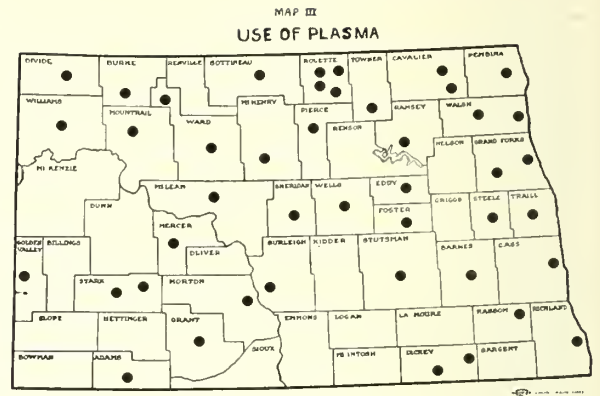 MAP III
USE OF PLASMA
DIVIDE
BURKE
RENVILLE
BOTTINEAU
ROLETTE
TOWNER
CAVALIER
PEMBINA
WILLIAMS
MOUNTRAIL
WARD
McHENRY
PIERCE
BENSON
RAMSEY
WALSH
NELSON
GRAND FORKS
McKENZIE
DUNN
McLEAN
SHERIDAN
WELLS
EDDY
FOSTER
GRIGGS
STEELE
TRAILL
MERCER
OLIVER
GOLDEN VALLEY
BILLINGS
BURLEIGH
KIDDER
STUTSMAN
BARNES
CASS
STARK
MORTON
SLOPE
HETTINGER
GRANT
SIOUX
EMMONS
LOGAN
LA MOURE
RANSOM
RICHLAND
BOWMAN
ADAMS
McINTOSH
DICKEY
SARGENT